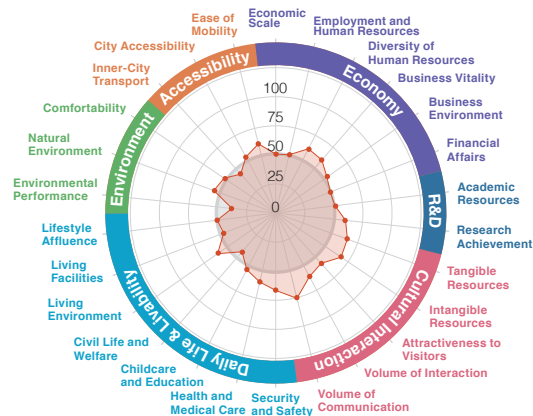 Economic
Scale
Employment and
Human Resources
Diversity of
Human Resources
Business Vitality
Business
Environment
Financial
Affairs
Academic
Resources
Research
Achievement
Tangible
Resources
Intangible
Resources
Attractiveness to
Visitors
Volume of Interaction
Volume of
Communication
Security
and Safety
Health and
Medical Care
Childcare
and Education
Civil Life and
Welfare
Living
Environment
Living
Facilities
Lifestyle
Affluence
Environmental
Performance
Natural
Environment
Comfortability
Inner-City
Transport
City Accessibility
Ease of
Mobility
Economy
R&D
Cultural Interaction
Daily Life & Livability
Environment
Accessibility
100
75
50
25
0